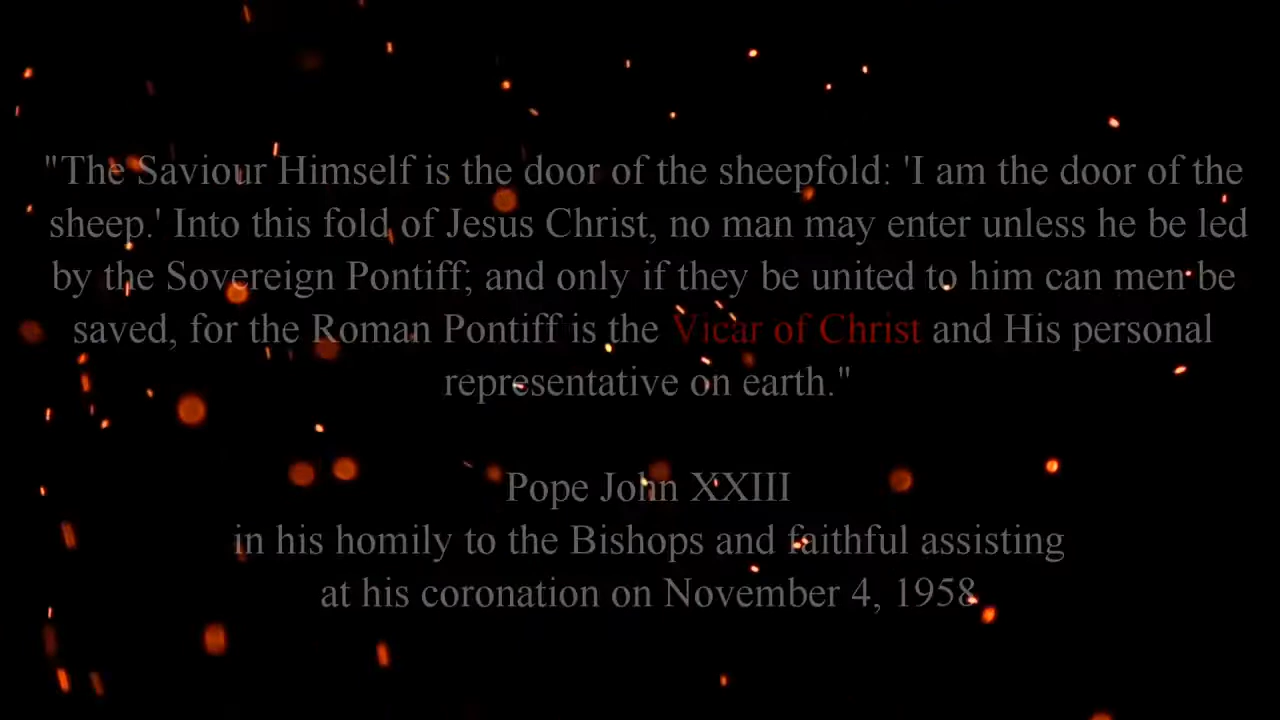 "The Saviour Himself is the door of the sheepfold: 'I am the door of the
sheep.' Into this fold of Jesus Christ, no man may enter unless he be led
by the Sovereign Pontiff; and only if they be united to him can men be
saved, for the Roman Pontiff is the Vicar of Christ and His personal
representative on earth."
Pope John XXIII
in his homily to the Bishops and faithful assisting
at his coronation on November 4, 1958